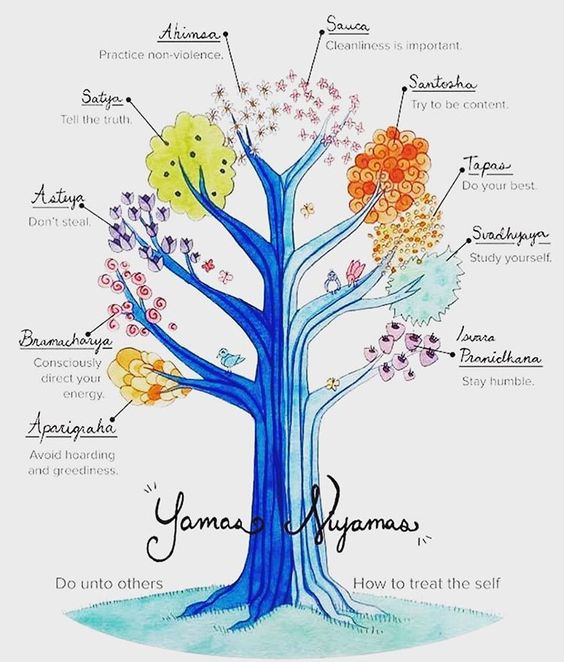 Ahimsa
Practice non-violence.
Sauca
Cleanliness is important.
Satya
Tell the truth.
Santosha
Try to be content.
Asteya
Don't steal.
Tapas
Do your best.
Svadhyaya
Study yourself.
Bramacharya
Consciously
direct your
energy.
Isvara
Pranidhana
Stay humble.
Aparigraha
Avoid hoarding
and greediness.
"Yamas Niyamas"
Do unto others
How to treat the self